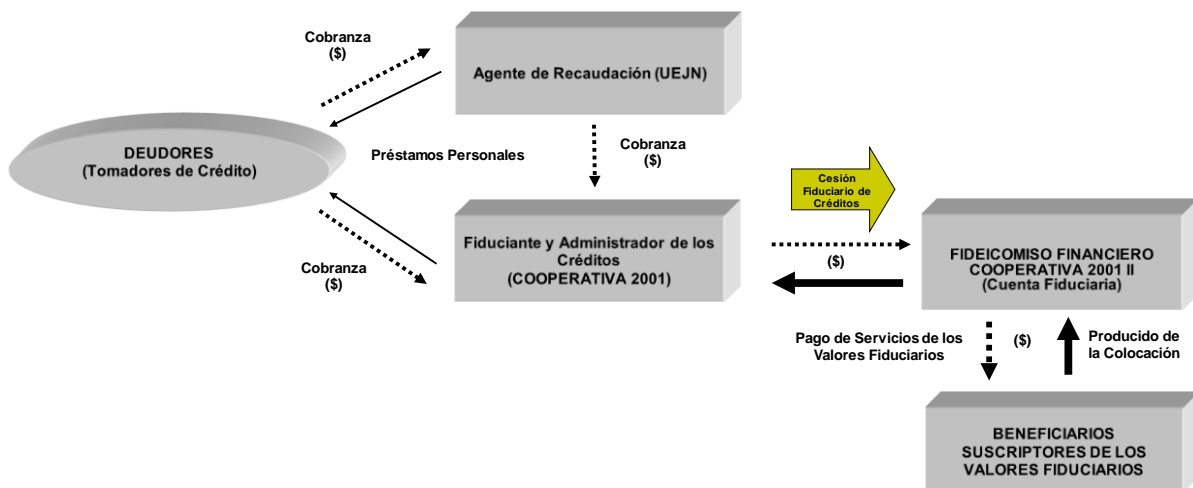 Cobranza
($)
Agente de Recaudación (UEJN)
DEUDORES
(Tomadores de Crédito)
Préstamos Personales
Cobranza
($)
Cesión
Fiduciario de
Créditos
Fiduciante y Administrador de los
Créditos
(COOPERATIVA 2001)
Cobranza
($)
($)
FIDEICOMISO FINANCIERO
COOPERATIVA 2001 II
(Cuenta Fiduciaria)
Pago de Servicios de los
Valores Fiduciarios
($)
Producido de
la Colocación
BENEFICIARIOS
SUSCRIPTORES DE LOS
VALORES FIDUCIARIOS